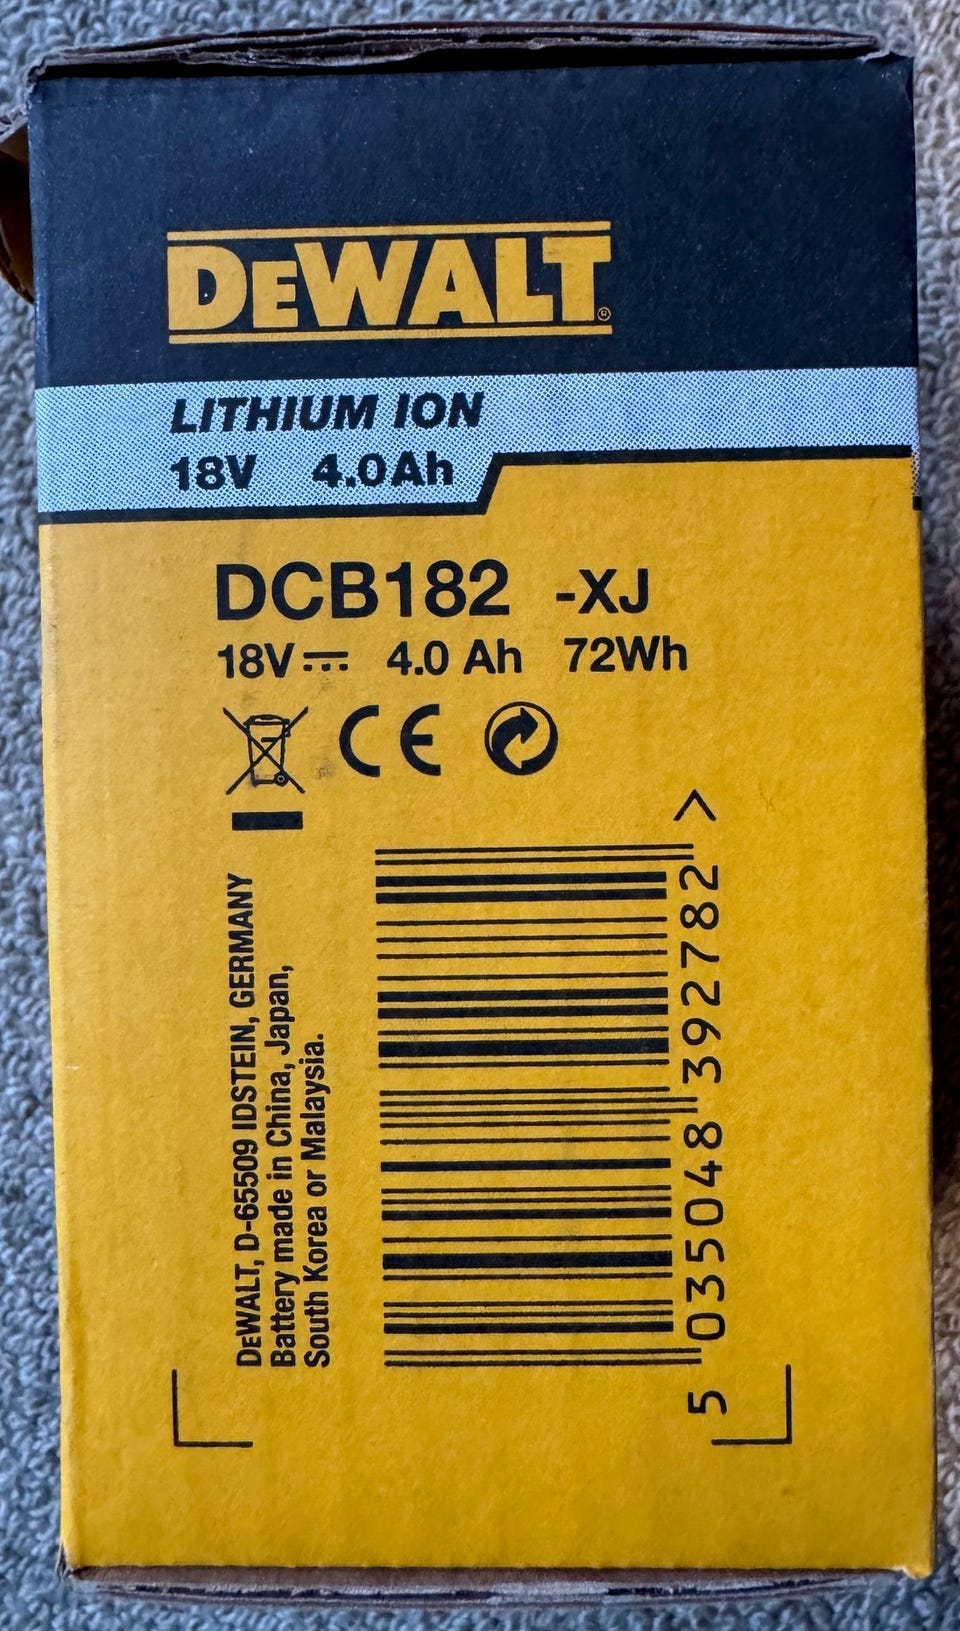 DEWALT®
LITHIUM ION
18V 4.0Ah
DCB182 -XJ
18V 4.0 Ah 72Wh
CE
DEWALT, D-65509 IDSTEIN, GERMANY
Battery made in China, Japan,
South Korea or Malaysia.
5 035048 392782 >